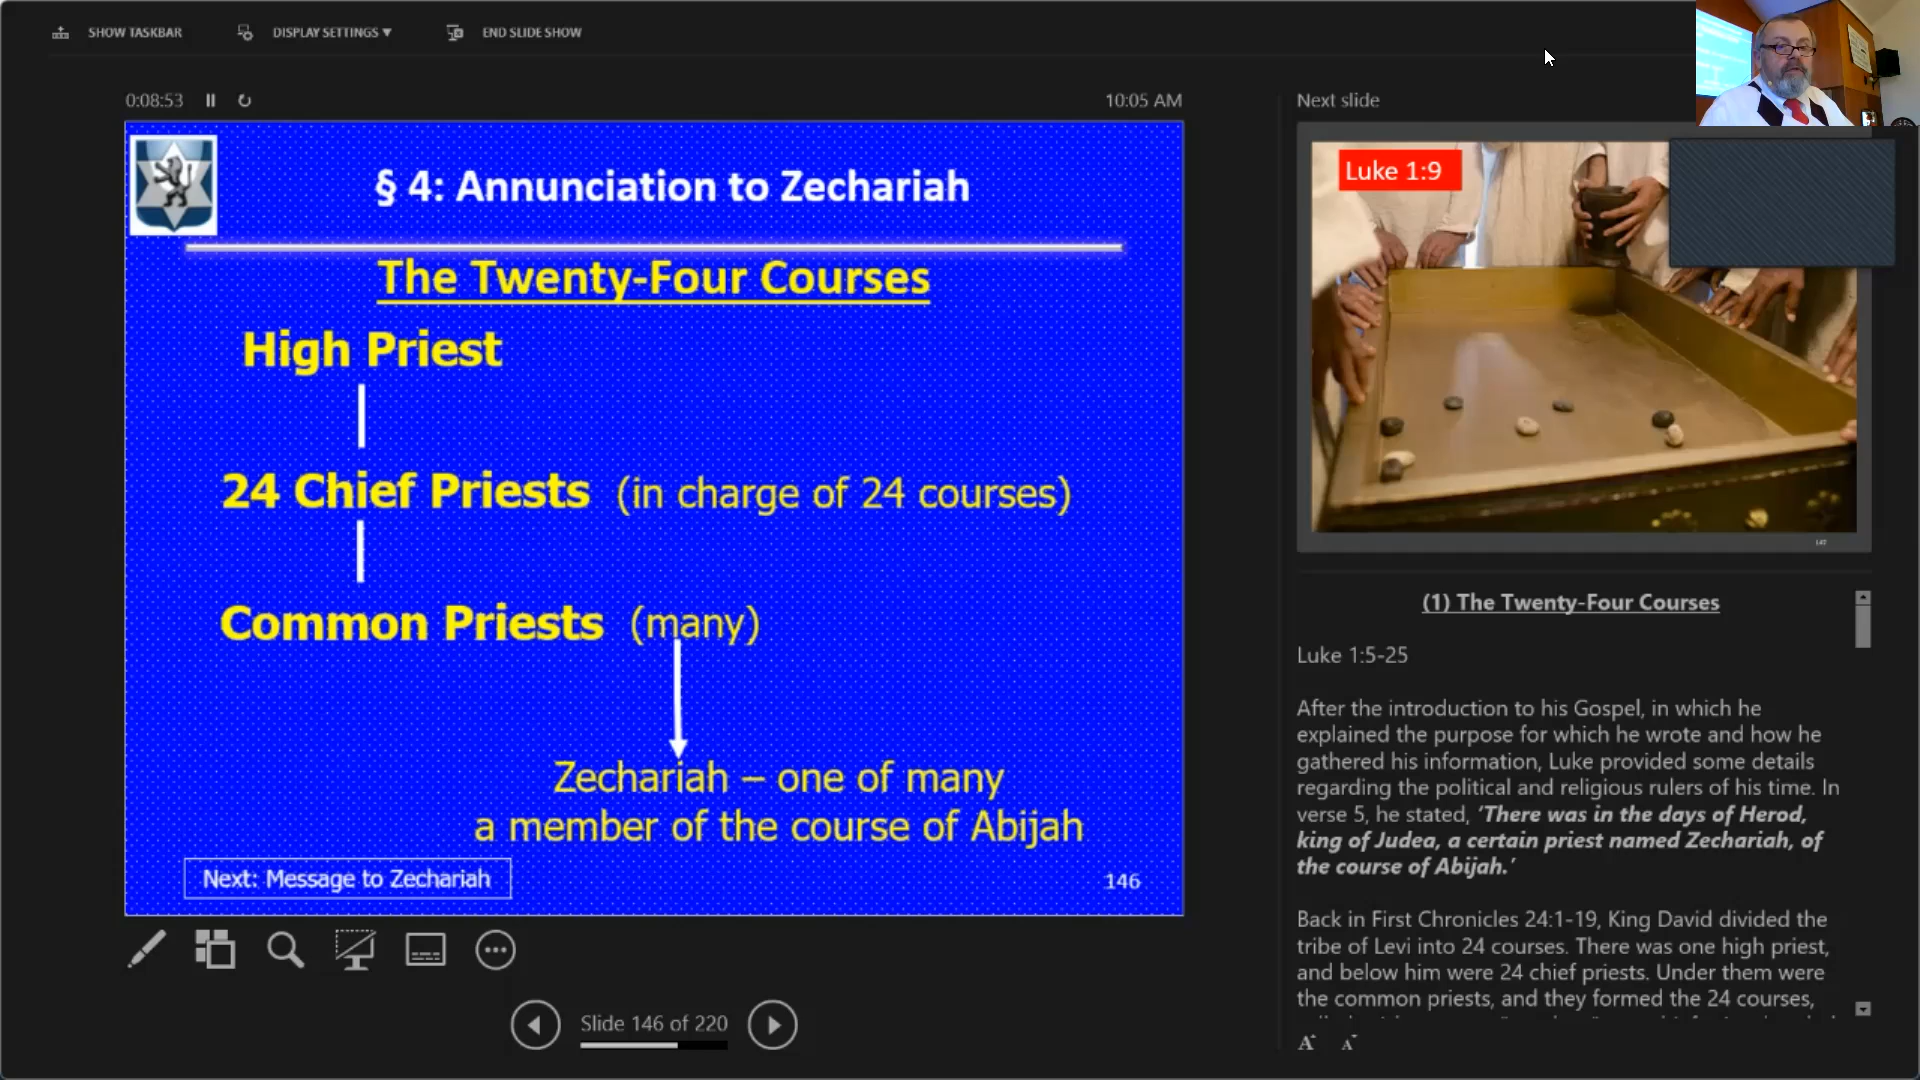 SHOW TASKBAR
DISPLAY SETTINGS ▼
END SLIDE SHOW
0:08:53
10:05 AM
§ 4: Annunciation to Zechariah
The Twenty-Four Courses
High Priest
24 Chief Priests (in charge of 24 courses)
Common Priests (many)
Zechariah – one of many
a member of the course of Abijah
Next: Message to Zechariah
146
Slide 146 of 220
Next slide
Luke 1:9
147
(1) The Twenty-Four Courses
Luke 1:5-25
After the introduction to his Gospel, in which he
explained the purpose for which he wrote and how he
gathered his information, Luke provided some details
regarding the political and religious rulers of his time. In
verse 5, he stated, ‘There was in the days of Herod,
king of Judea, a certain priest named Zechariah, of
the course of Abijah.’
Back in First Chronicles 24:1-19, King David divided the
tribe of Levi into 24 courses. There was one high priest,
and below him were 24 chief priests. Under them were
the common priests, and they formed the 24 courses,
A A